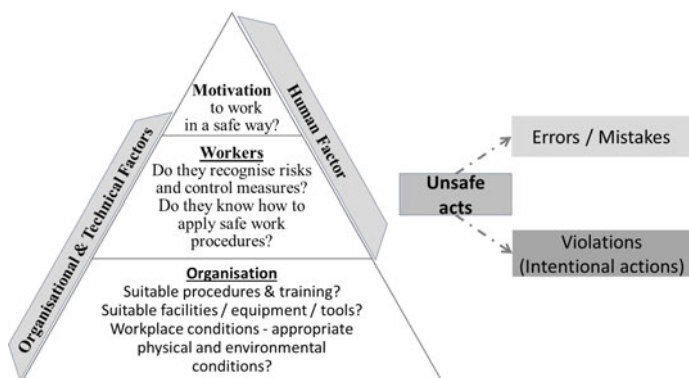 Motivation
to work
in a safe way?
Workers
Do they recognise risks
and control measures?
Do they know how to
apply safe work
procedures?
Organisation
Suitable procedures & training?
Suitable facilities / equipment / tools?
Workplace conditions - appropriate
physical and environmental
conditions?
Organisational & Technical Factors
Human Factor
Unsafe
acts
Errors / Mistakes
Violations
(Intentional actions)